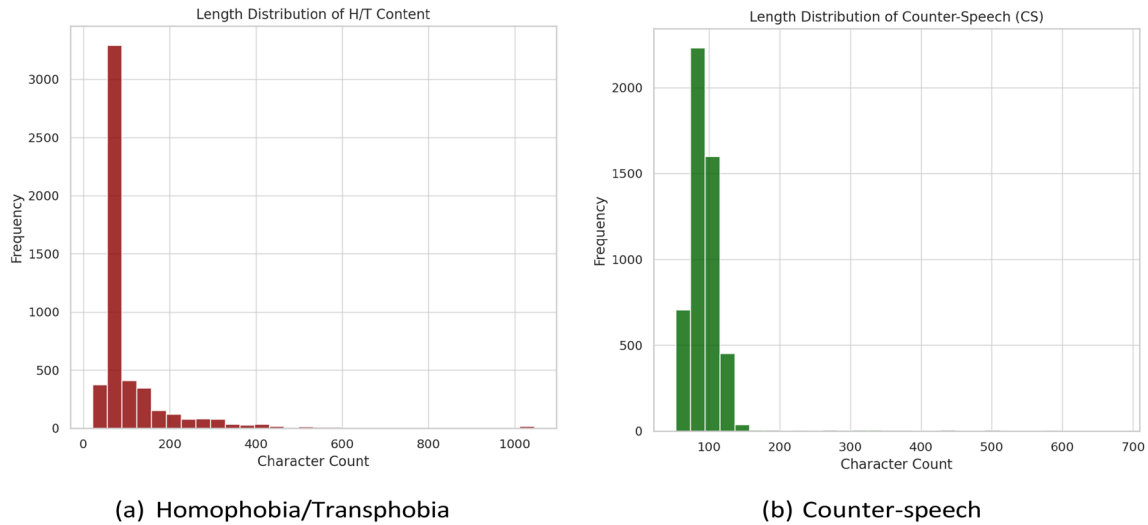 Length Distribution of H/T Content
3000
2500
2000
1500
1000
500
0
Frequency
0 200 400 600 800 1000
Character Count
(a) Homophobia/Transphobia
Length Distribution of Counter-Speech (CS)
2000
1500
1000
500
0
Frequency
100 200 300 400 500 600 700
Character Count
(b) Counter-speech